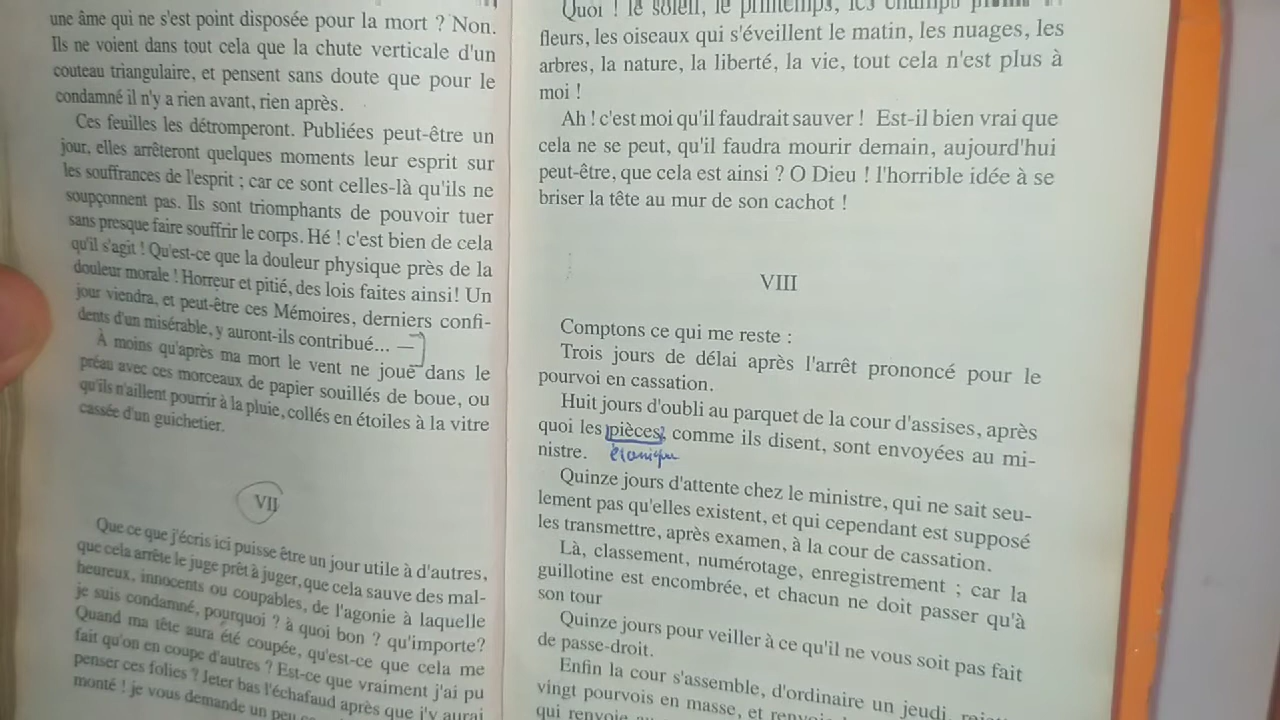 une âme qui ne s'est point disposée pour la mort ? Non.
Ils ne voient dans tout cela que la chute verticale d'un
couteau triangulaire, et pensent sans doute que pour le
condamné il n'y a rien avant, rien après.
Ces feuilles les détromperont. Publiées peut-être un
jour, elles arrêteront quelques moments leur esprit sur
les souffrances de l'esprit ; car ce sont celles-là qu'ils ne
soupçonnent pas. Ils sont triomphants de pouvoir tuer
sans presque faire souffrir le corps. Hé ! c'est bien de cela
qu'il s'agit ! Qu'est-ce que la douleur physique près de la
douleur morale ! Horreur et pitié, des lois faites ainsi! Un
jour viendra, et peut-être ces Mémoires, derniers confi-
dents d'un misérable, y auront-ils contribué...
À moins qu'après ma mort le vent ne joue dans le
préau avec ces morceaux de papier souillés de boue, ou
qu'ils n'aillent pourrir à la pluie, collés en étoiles à la vitre
cassée d'un guichetier.
VII
Que ce que j'écris ici puisse être un jour utile à d'autres,
que cela arrête le juge prêt à juger, que cela sauve des mal-
heureux, innocents ou coupables, de l'agonie à laquelle
je suis condamné, pourquoi ? à quoi bon ? qu'importe?
Quand ma tête aura été coupée, qu'est-ce que cela me
fait qu'on en coupe d'autres ? Est-ce que vraiment j'ai pu
penser ces folies ? Jeter bas l'échafaud après que j'y aurai
monté ! je vous demande un peu
Quoi ! le soleil, le printemps, les champs pleins
fleurs, les oiseaux qui s'éveillent le matin, les nuages, les
arbres, la nature, la liberté, la vie, tout cela n'est plus à
moi !
Ah ! c'est moi qu'il faudrait sauver ! Est-il bien vrai que
cela ne se peut, qu'il faudra mourir demain, aujourd'hui
peut-être, que cela est ainsi ? O Dieu ! l'horrible idée à se
briser la tête au mur de son cachot !
VIII
Comptons ce qui me reste :
Trois jours de délai après l'arrêt prononcé pour le
pourvoi en cassation.
Huit jours d'oubli au parquet de la cour d'assises, après
quoi les pièces, comme ils disent, sont envoyées au mi-
nistre.
Quinze jours d'attente chez le ministre, qui ne sait seu-
lement pas qu'elles existent, et qui cependant est supposé
les transmettre, après examen, à la cour de cassation.
Là, classement, numérotage, enregistrement ; car la
guillotine est encombrée, et chacun ne doit passer qu'à
son tour
Quinze jours pour veiller à ce qu'il ne vous soit pas fait
de passe-droit.
Enfin la cour s'assemble, d'ordinaire un jeudi,
vingt pourvois en masse, et
qui renvoie